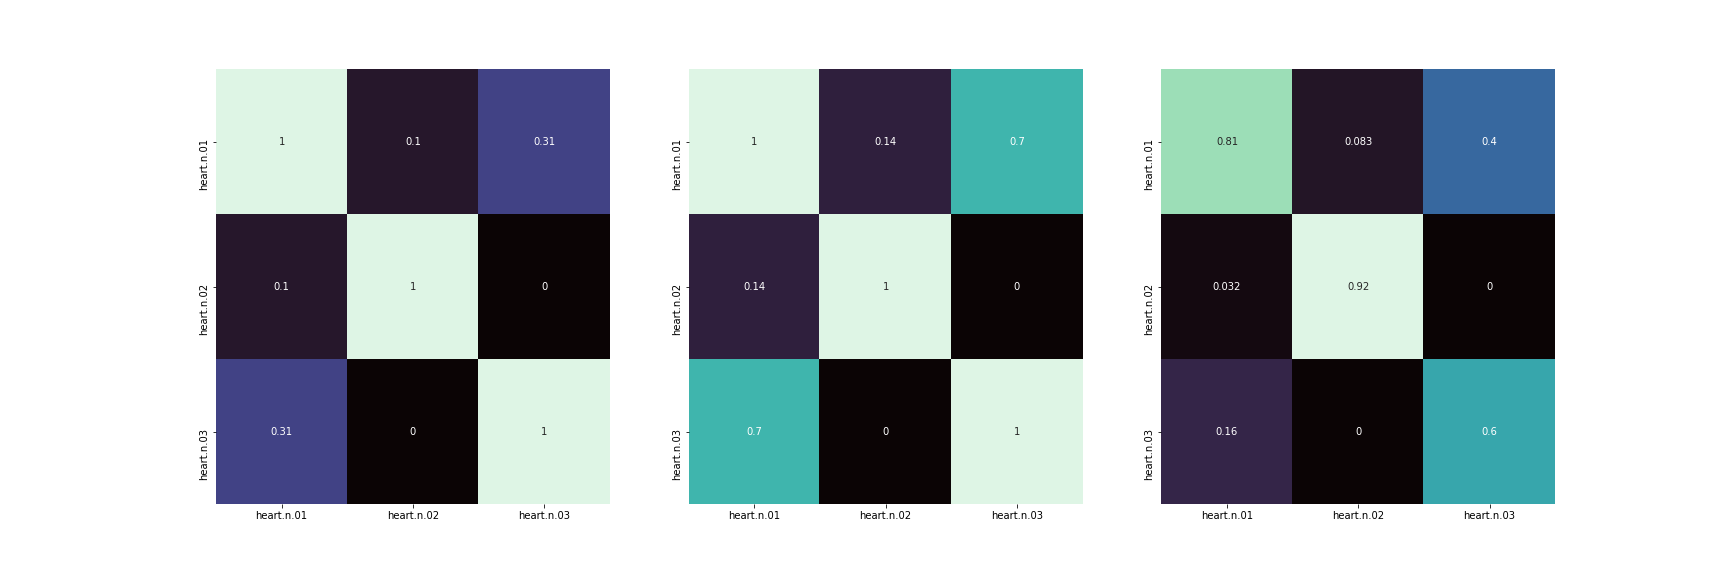 heart.n.01 1 0.1 0.31
heart.n.02 0.1 1 0
heart.n.03 0.31 0 1
heart.n.01 heart.n.02 heart.n.03
heart.n.01 1 0.14 0.7
heart.n.02 0.14 1 0
heart.n.03 0.7 0 1
heart.n.01 heart.n.02 heart.n.03
heart.n.01 0.81 0.083 0.4
heart.n.02 0.032 0.92 0
heart.n.03 0.16 0 0.6
heart.n.01 heart.n.02 heart.n.03